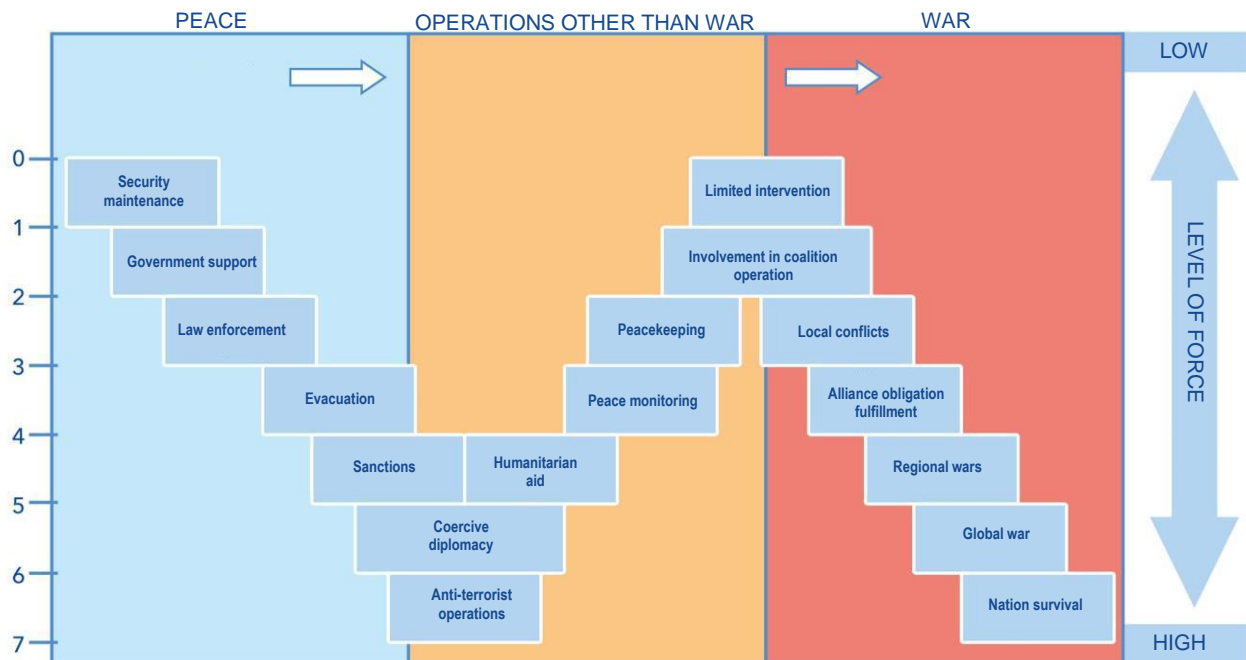 PEACE
OPERATIONS OTHER THAN WAR
WAR
LOW
0
Security
maintenance
Limited intervention
1
Government support
Involvement in coalition
operation
2
Law enforcement
Peacekeeping
Local conflicts
LEVEL OF FORCE
3
Evacuation
Peace monitoring
Alliance obligation
fulfillment
4
Sanctions
Humanitarian
aid
Regional wars
5
Coercive
diplomacy
Global war
6
Anti-terrorist
operations
Nation survival
7
HIGH